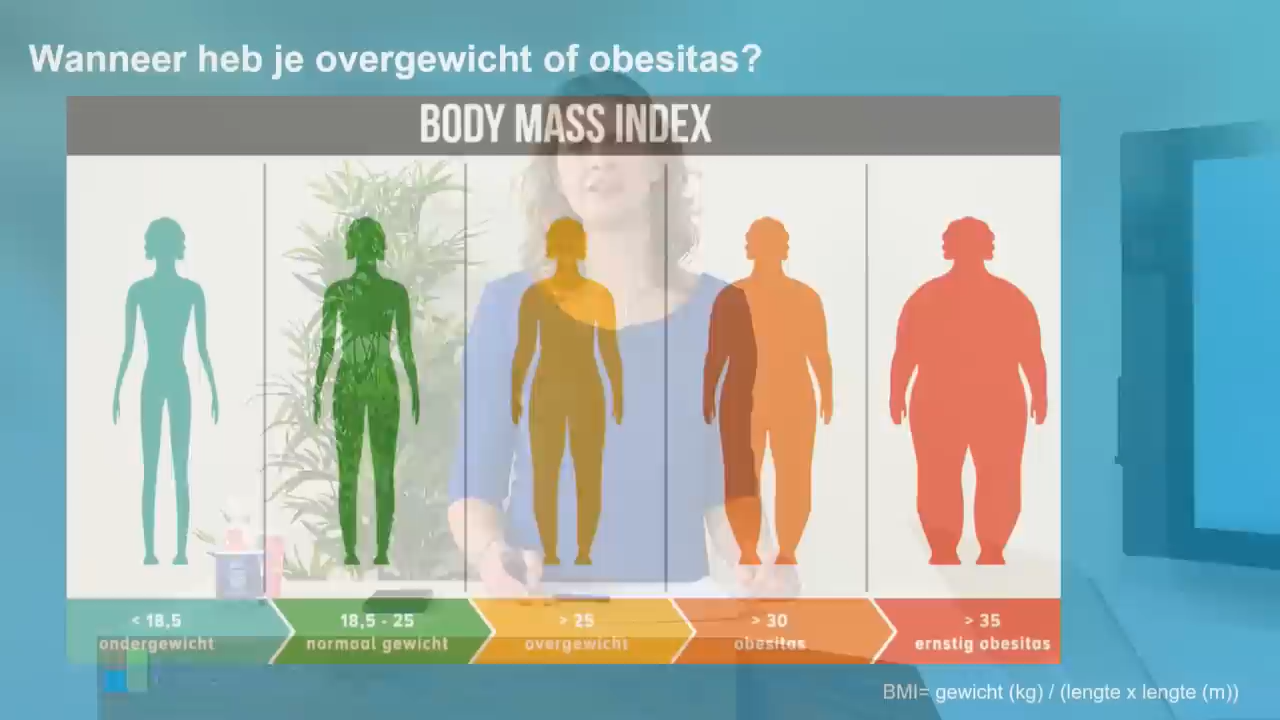 Wanneer heb je overgewicht of obesitas?
BODY MASS INDEX
< 18,5
ondergewicht
18,5 - 25
normaal gewicht
> 25
overgewicht
> 30
obesitas
> 35
ernstig obesitas
BMI= gewicht (kg) / (lengte x lengte (m))